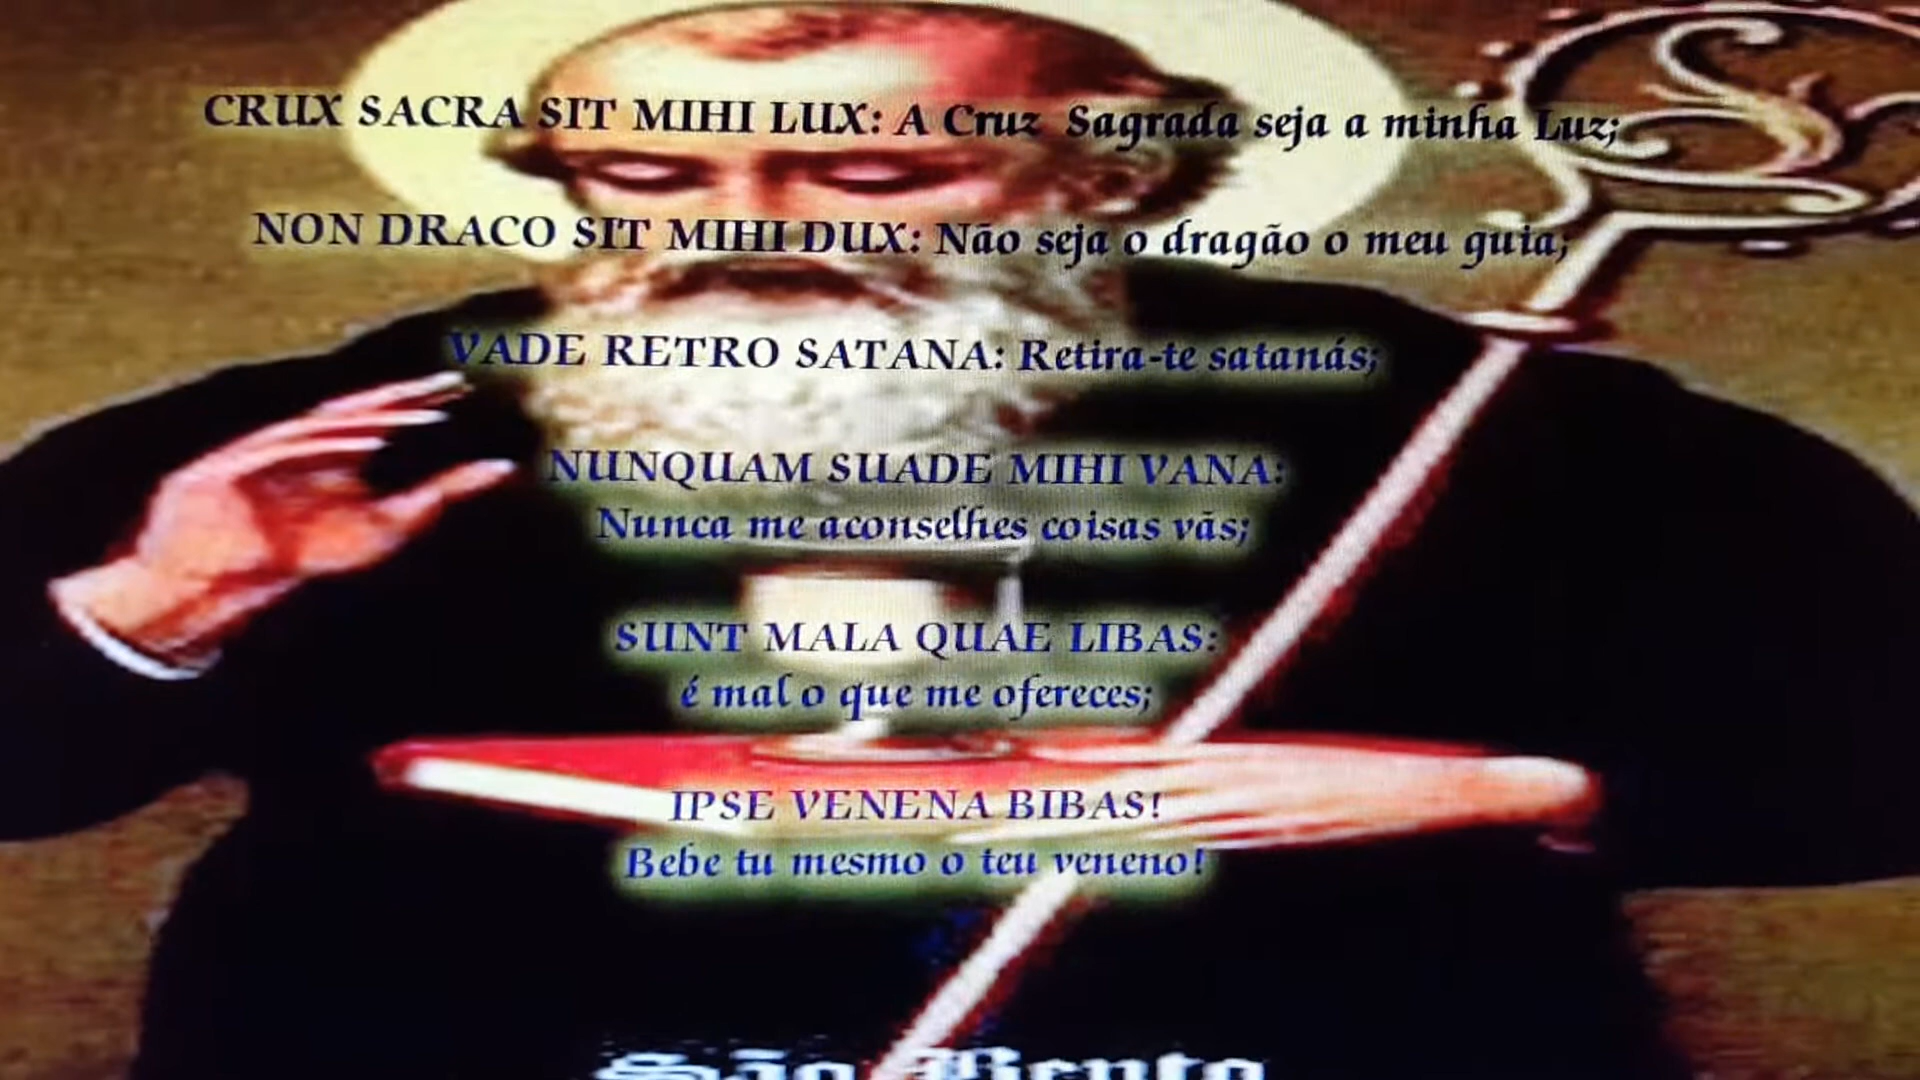 CRUX SACRA SIT MIHI LUX: A Cruz Sagrada seja a minha Luz;
NON DRACO SIT MIHI DUX: Não seja o dragão o meu guia;
VADE RETRO SATANA: Retira-te satanás;
NUNQUAM SUADE MIHI VANA:
Nunca me aconselhes coisas vãs;
SUNT MALA QUAE LIBAS:
é mal o que me ofereces;
IPSE VENENA BIBAS!
Bebe tu mesmo o teu veneno!
São Bento